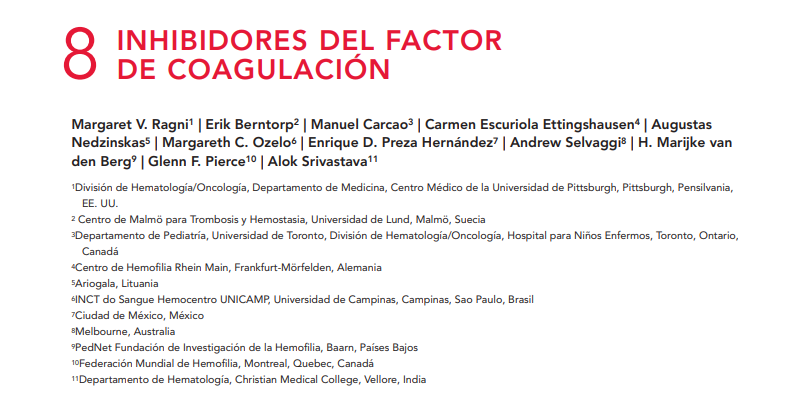 8 INHIBIDORES DEL FACTOR
DE COAGULACIÓN
Margaret V. Ragni¹ | Erik Berntorp² | Manuel Carcao³ | Carmen Escuriola Ettingshausen⁴ | Augustas
Nedzinskas⁵ | Margareth C. Ozelo⁶ | Enrique D. Preza Hernández⁷ | Andrew Selvaggi⁸ | H. Marijke van
den Berg⁹ | Glenn F. Pierce¹⁰ | Alok Srivastava¹¹
¹División de Hematología/Oncología, Departamento de Medicina, Centro Médico de la Universidad de Pittsburgh, Pittsburgh, Pensilvania,
EE. UU.
² Centro de Malmö para Trombosis y Hemostasia, Universidad de Lund, Malmö, Suecia
³Departamento de Pediatría, Universidad de Toronto, División de Hematología/Oncología, Hospital para Niños Enfermos, Toronto, Ontario,
Canadá
⁴Centro de Hemofilia Rhein Main, Frankfurt-Mörfelden, Alemania
⁵Ariogala, Lituania
⁶INCT do Sangue Hemocentro UNICAMP, Universidad de Campinas, Campinas, Sao Paulo, Brasil
⁷Ciudad de México, México
⁸Melbourne, Australia
⁹PedNet Fundación de Investigación de la Hemofilia, Baarn, Países Bajos
¹⁰Federación Mundial de Hemofilia, Montreal, Quebec, Canadá
¹¹Departamento de Hematología, Christian Medical College, Vellore, India